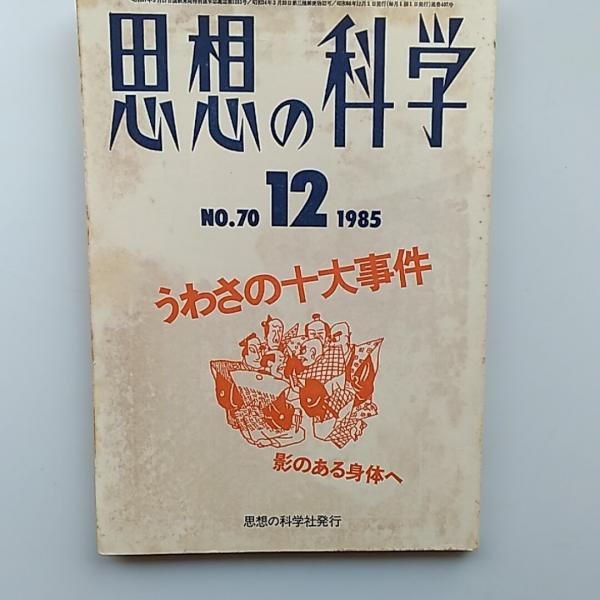 思想の科学
NO.70 12 1985
うわさの十大事件
影のある身体へ
思想の科学社発行